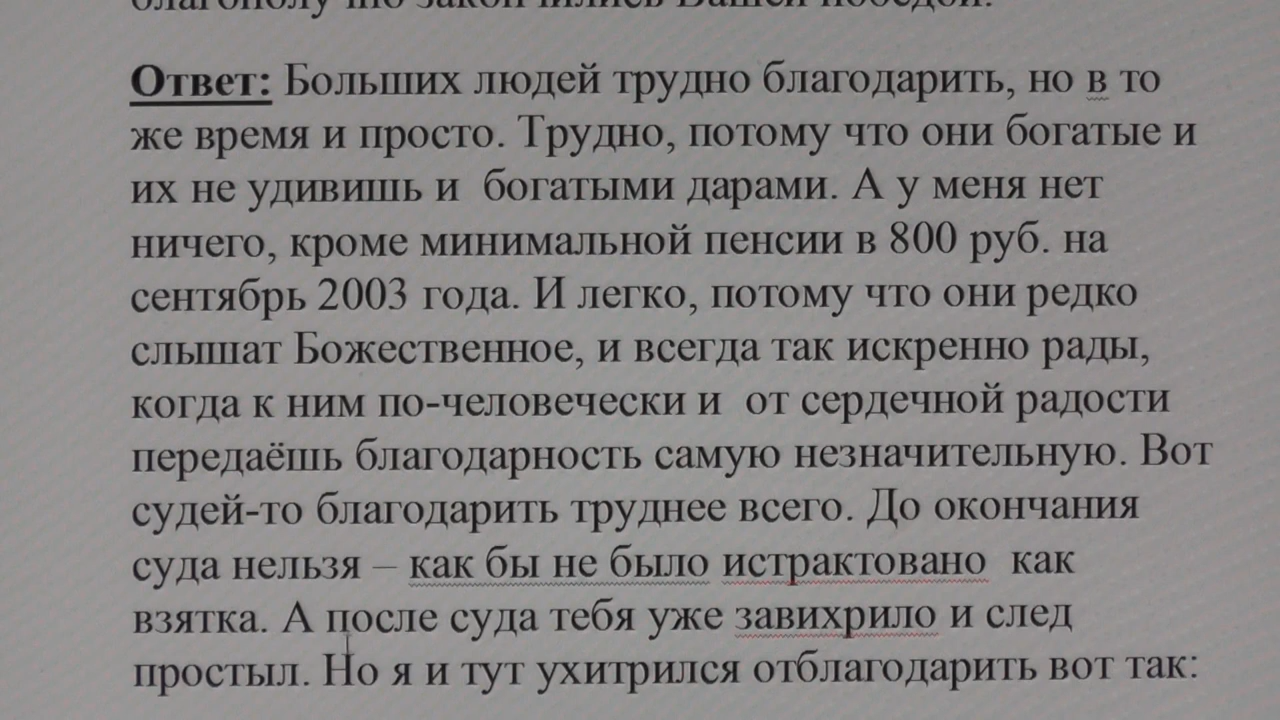 благополучно закончились Вашей победой.
Ответ: Больших людей трудно благодарить, но в то
же время и просто. Трудно, потому что они богатые и
их не удивишь и  богатыми дарами. А у меня нет
ничего, кроме минимальной пенсии в 800 руб. на
сентябрь 2003 года. И легко, потому что они редко
слышат Божественное, и всегда так искренно рады,
когда к ним по-человечески и  от сердечной радости
передаёшь благодарность самую незначительную. Вот
судей-то благодарить труднее всего. До окончания
суда нельзя – как бы не было истрактовано  как
взятка. А после суда тебя уже завихрило и след
простыл. Но я и тут ухитрился отблагодарить вот так: